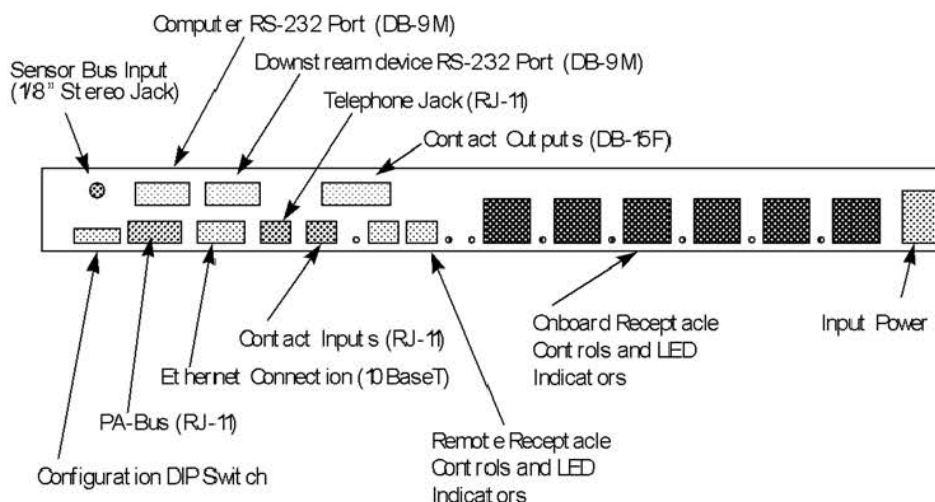 Computer RS-232 Port (DB-9M)
Downstream device RS-232 Port (DB-9M)
Sensor Bus Input
(1/8" Stereo Jack)
Telephone Jack (RJ-11)
Contact Outputs (DB-15F)
Contact Inputs (RJ-11)
Ethernet Connection (10BaseT)
PA-Bus (RJ-11)
Configuration DIP Switch
Onboard Receptacle
Controls and LED
Indicators
Input Power
Remote Receptacle
Controls and LED
Indicators